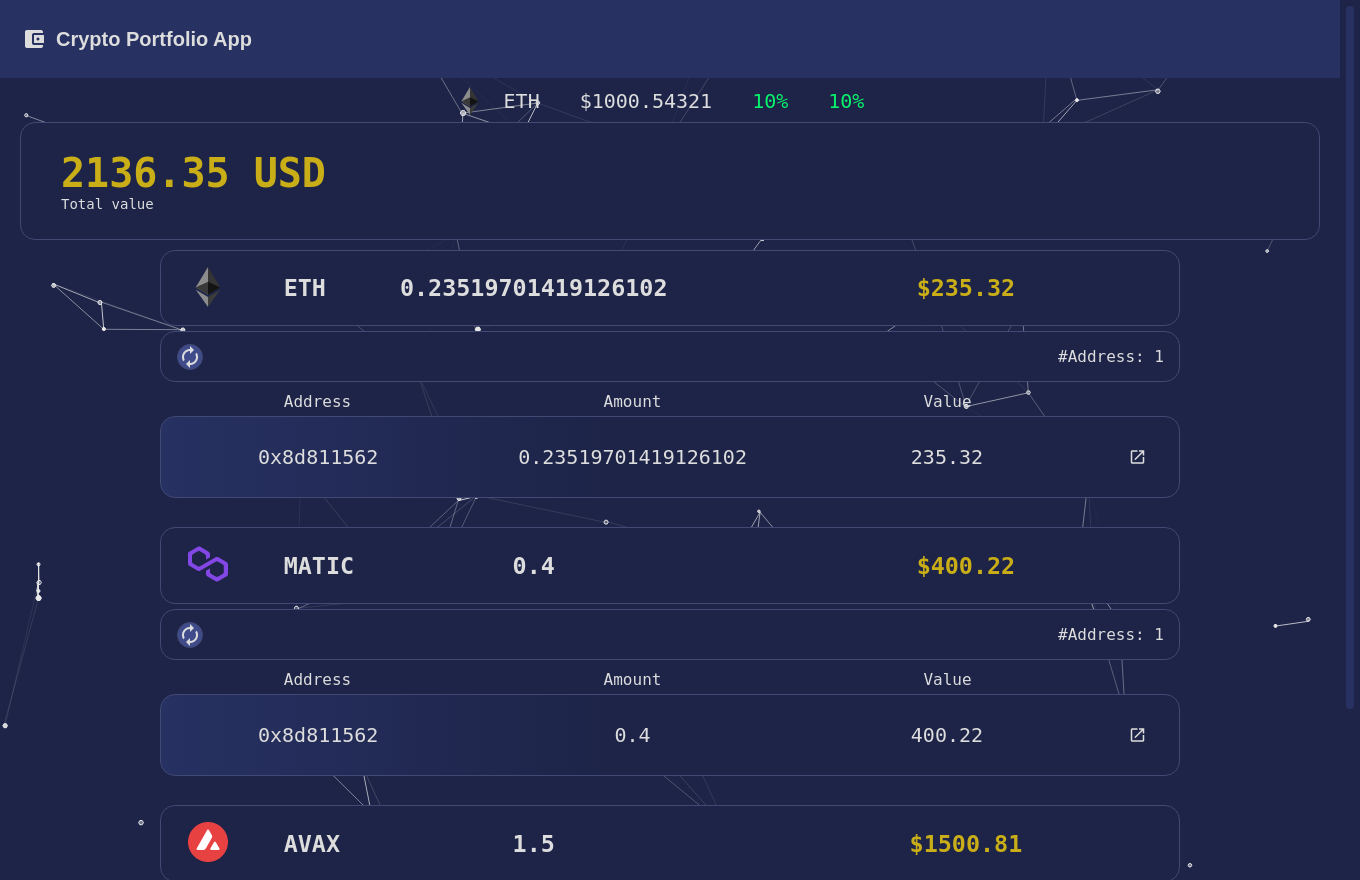 Crypto Portfolio App
ETH $1000.54321 10% 10%
2136.35 USD
Total value
ETH 0.23519701419126102 $235.32
#Address: 1
Address Amount Value
0x8d811562 0.23519701419126102 235.32
MATIC 0.4 $400.22
#Address: 1
Address Amount Value
0x8d811562 0.4 400.22
AVAX 1.5 $1500.81